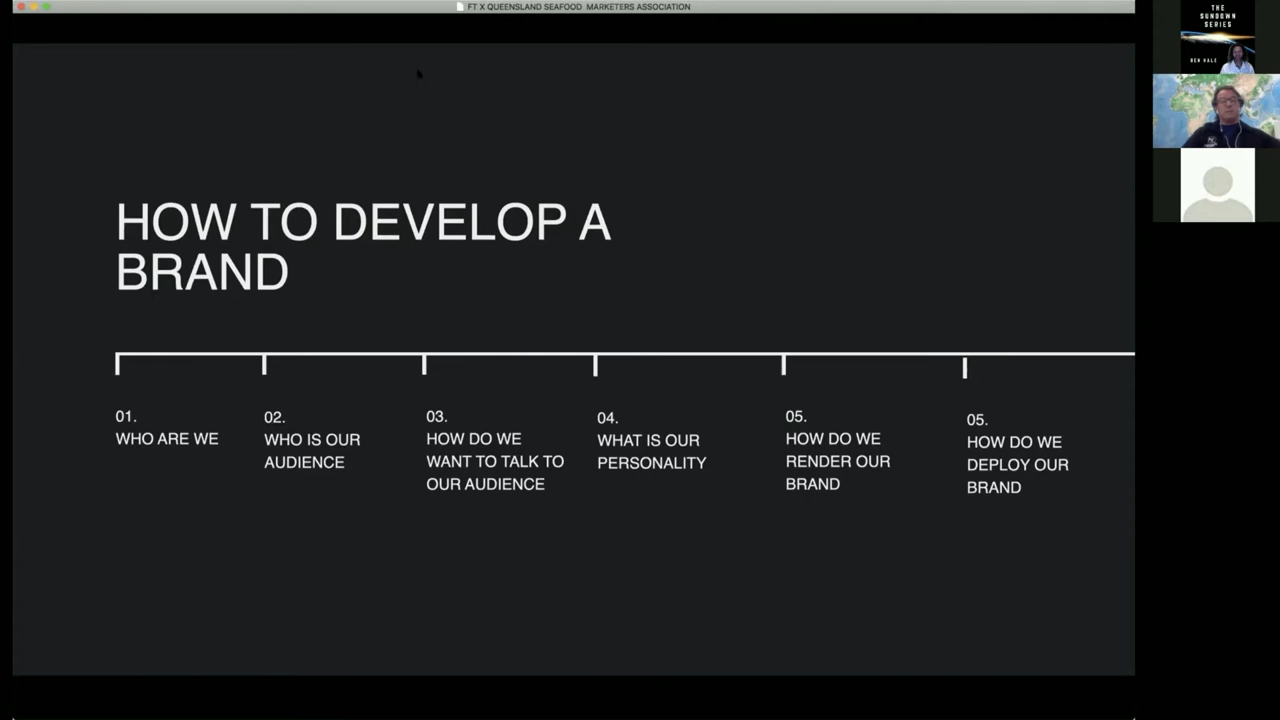 FT X QUEENSLAND SEAFOOD MARKETERS ASSOCIATION
THE
SUNDOWN
SERIES
BEN HALE
HOW TO DEVELOP A
BRAND
01.
WHO ARE WE
02.
WHO IS OUR
AUDIENCE
03.
HOW DO WE
WANT TO TALK TO
OUR AUDIENCE
04.
WHAT IS OUR
PERSONALITY
05.
HOW DO WE
RENDER OUR
BRAND
05.
HOW DO WE
DEPLOY OUR
BRAND